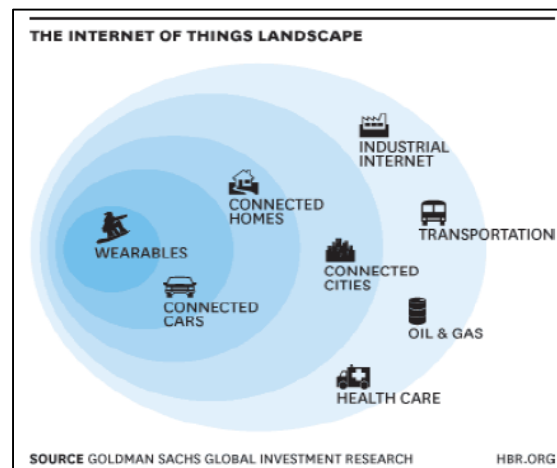 THE INTERNET OF THINGS LANDSCAPE
INDUSTRIAL
INTERNET
CONNECTED
HOMES
TRANSPORTATION
WEARABLES
CONNECTED
CITIES
CONNECTED
CARS
OIL & GAS
HEALTH CARE
SOURCE GOLDMAN SACHS GLOBAL INVESTMENT RESEARCH
HBR.ORG